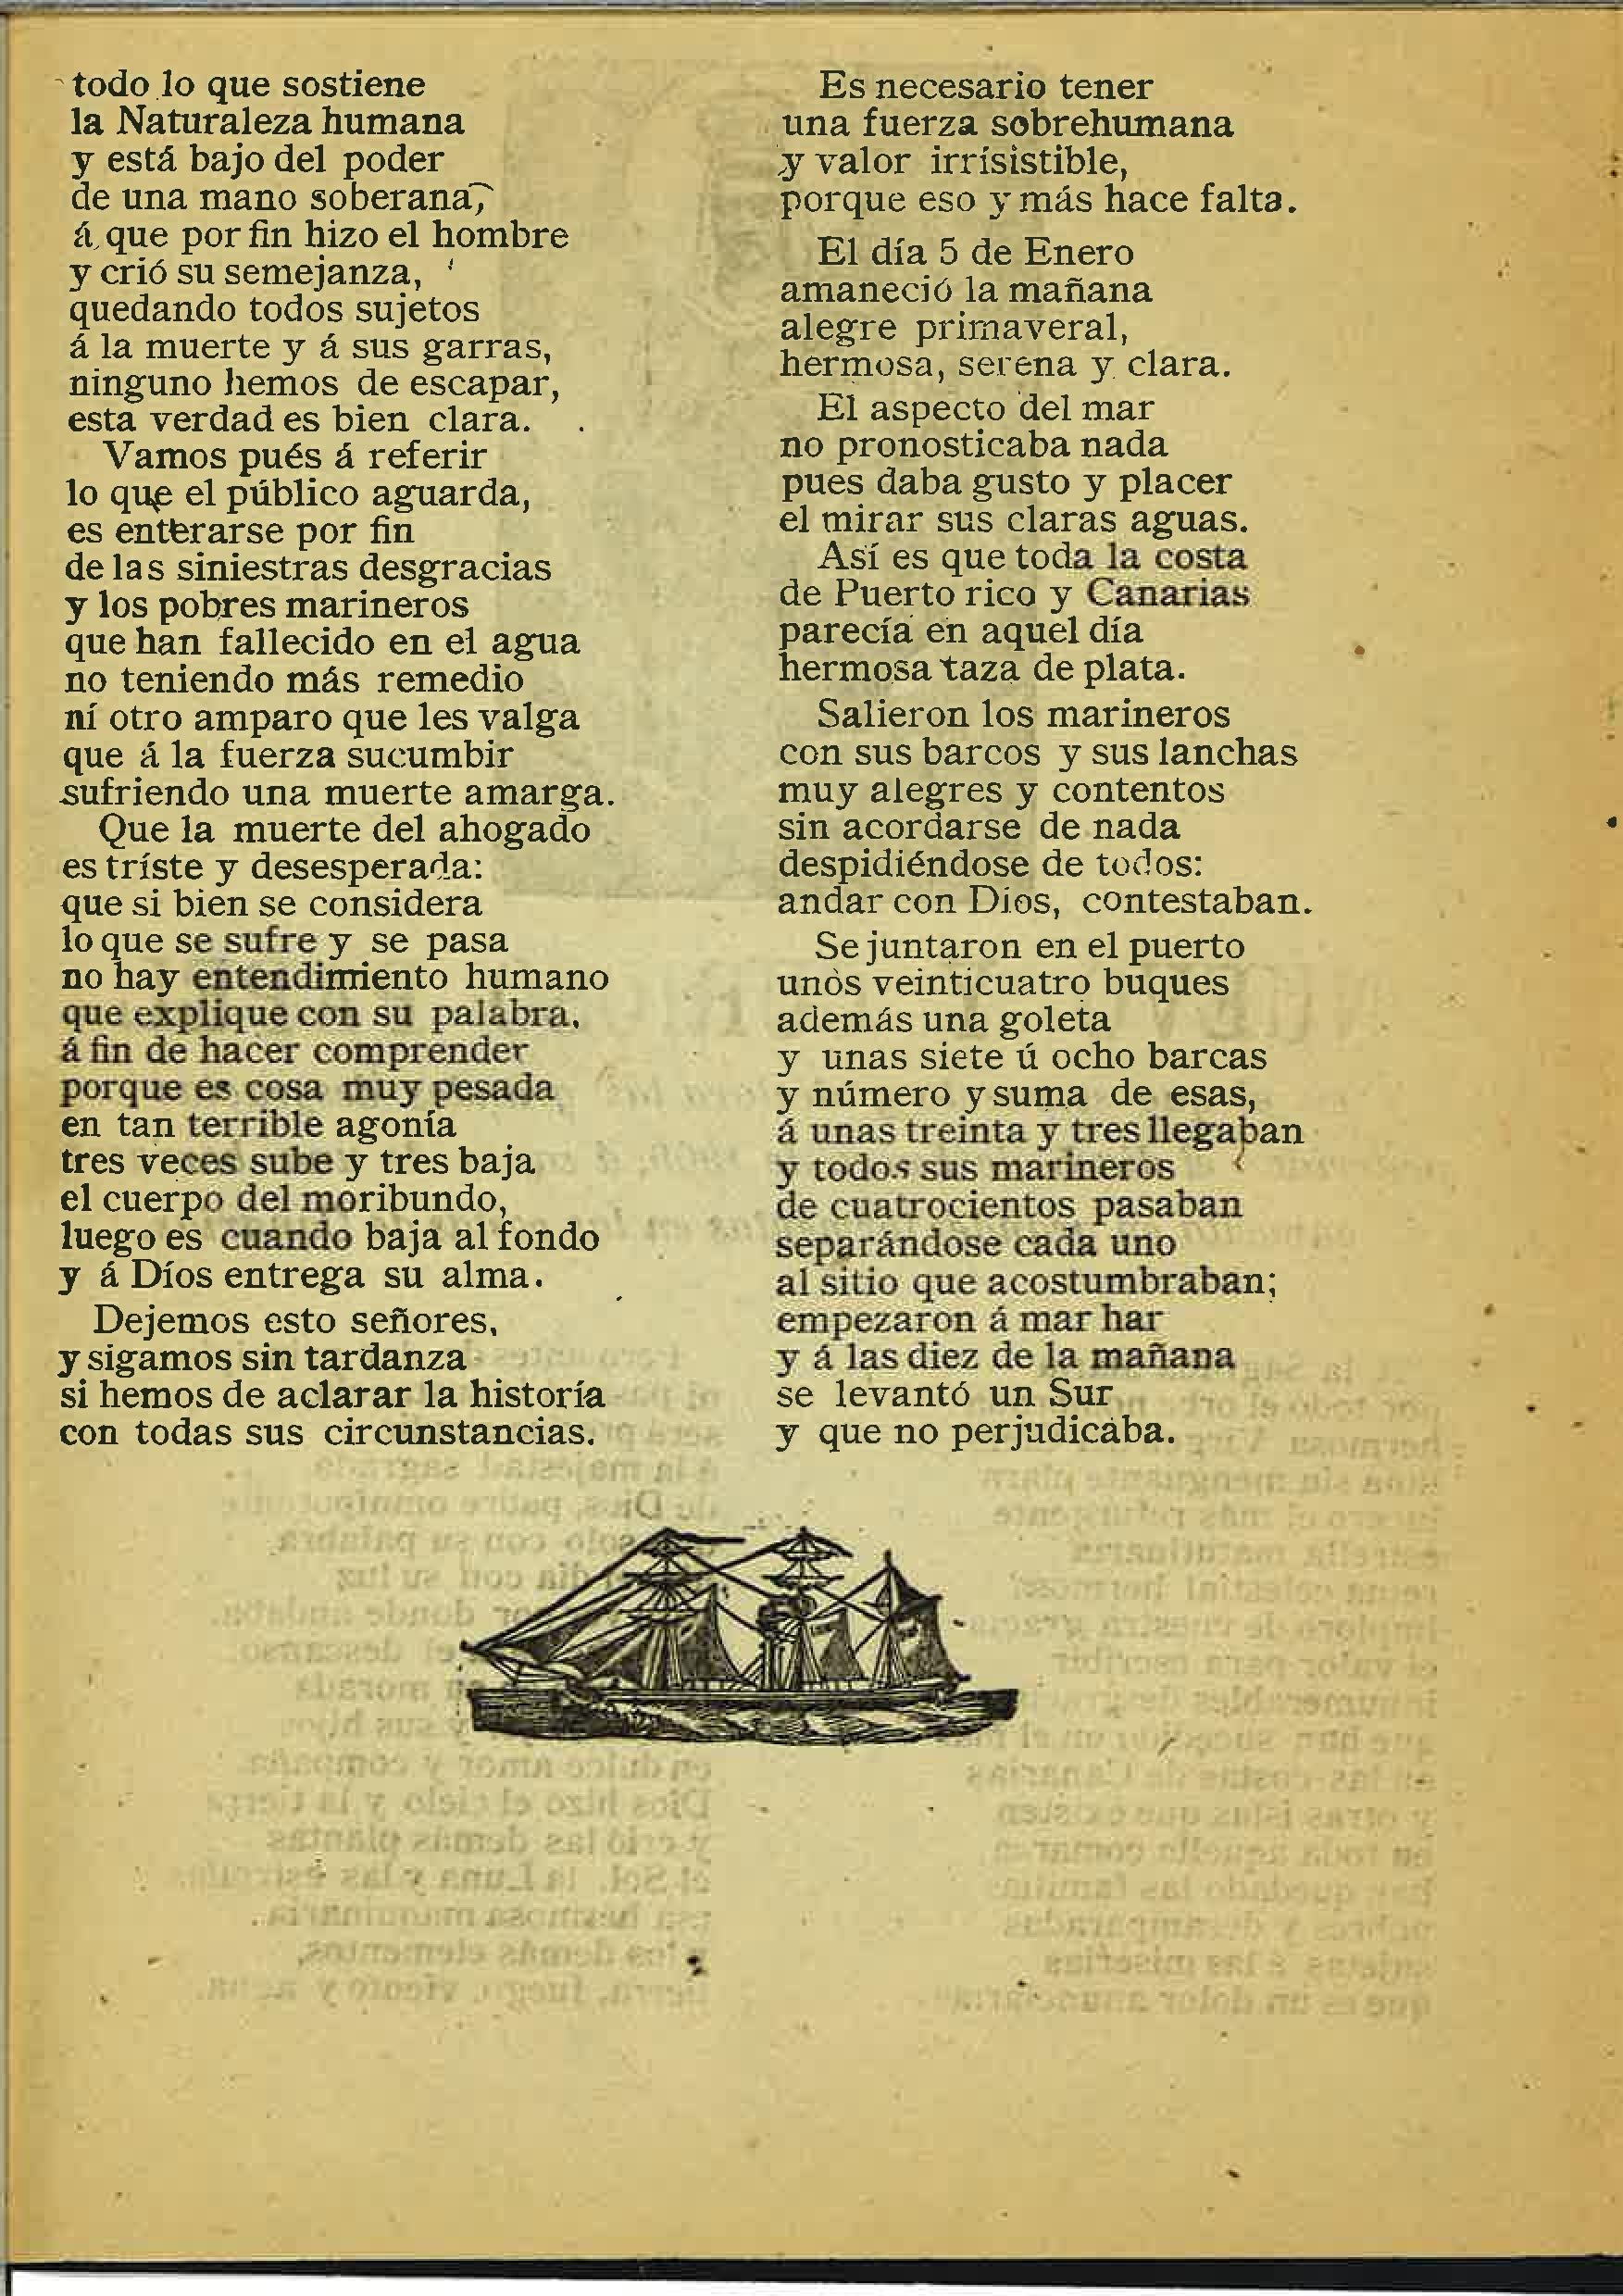 todo lo que sostiene
la Naturaleza humana
y está bajo del poder
de una mano soberana,
á que por fin hizo el hombre
y crió su semejanza,
quedando todos sujetos
á la muerte y á sus garras,
ninguno hemos de escapar,
esta verdad es bien clara.
Vamos pués á referir
lo que el público aguarda,
es enterarse por fin
de las siniestras desgracias
y los pobres marineros
que han fallecido en el agua
no teniendo más remedio
ní otro amparo que les valga
que á la fuerza sucumbir
sufriendo una muerte amarga.
Que la muerte del ahogado
es tríste y desesperada:
que si bien se considera
lo que se sufre y se pasa
no hay entendimiento humano
que explique con su palabra,
á fin de hacer comprender
porque es cosa muy pesada
en tan terrible agonía
tres veces sube y tres baja
el cuerpo del moribundo,
luego es cuando baja al fondo
y á Díos entrega su alma.
Dejemos esto señores,
y sigamos sin tardanza
si hemos de aclarar la historía
con todas sus circunstancias.
Es necesario tener
una fuerza sobrehumana
y valor irrísistible,
porque eso y más hace falta.
El día 5 de Enero
amaneció la mañana
alegre primaveral,
hermosa, serena y clara.
El aspecto del mar
no pronosticaba nada
pues daba gusto y placer
el mirar sus claras aguas.
Así es que toda la costa
de Puerto rico y Canarias
parecía en aquel día
hermosa taza de plata.
Salieron los marineros
con sus barcos y sus lanchas
muy alegres y contentos
sin acordarse de nada
despidiéndose de todos:
andar con Dios, contestaban.
Se juntaron en el puerto
unos veinticuatro buques
además una goleta
y unas siete ú ocho barcas
y número y suma de esas,
á unas treinta y tres llegaban
y todos sus marineros
de cuatrocientos pasaban
separándose cada uno
al sitio que acostumbraban;
empezaron á mar har
y á las diez de la mañana
se levantó un Sur
y que no perjudicaba.